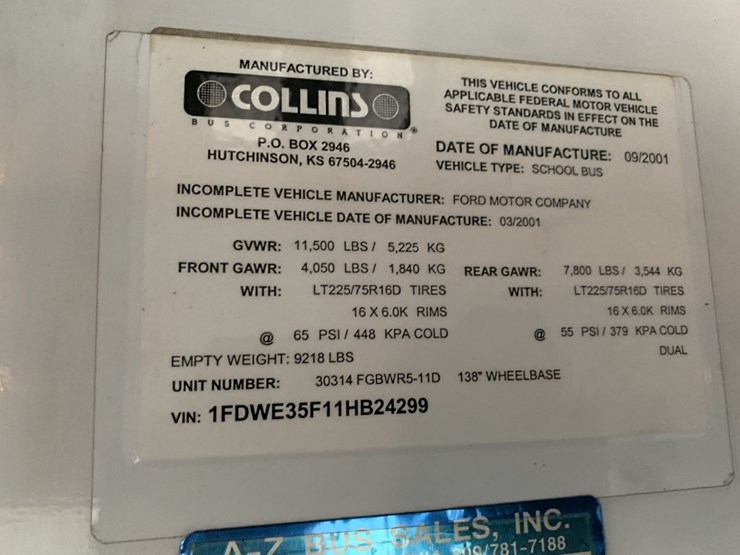 MANUFACTURED BY:
COLLINS
BUS CORPORATION®
P.O. BOX 2946
HUTCHINSON, KS 67504-2946
THIS VEHICLE CONFORMS TO ALL
APPLICABLE FEDERAL MOTOR VEHICLE
SAFETY STANDARDS IN EFFECT ON THE
DATE OF MANUFACTURE
DATE OF MANUFACTURE: 09/2001
VEHICLE TYPE: SCHOOL BUS
INCOMPLETE VEHICLE MANUFACTURER: FORD MOTOR COMPANY
INCOMPLETE VEHICLE DATE OF MANUFACTURE: 03/2001
GVWR: 11,500 LBS / 5,225 KG
FRONT GAWR: 4,050 LBS / 1,840 KG REAR GAWR: 7,800 LBS / 3,544 KG
WITH: LT225/75R16D TIRES WITH: LT225/75R16D TIRES
16 X 6.0K RIMS 16 X 6.0K RIMS
@ 65 PSI / 448 KPA COLD @ 55 PSI / 379 KPA COLD
DUAL
EMPTY WEIGHT: 9218 LBS
UNIT NUMBER: 30314 FGBWR5-11D 138" WHEELBASE
VIN: 1FDWE35F11HB24299
A-Z BUS SALES, INC.
781-7188